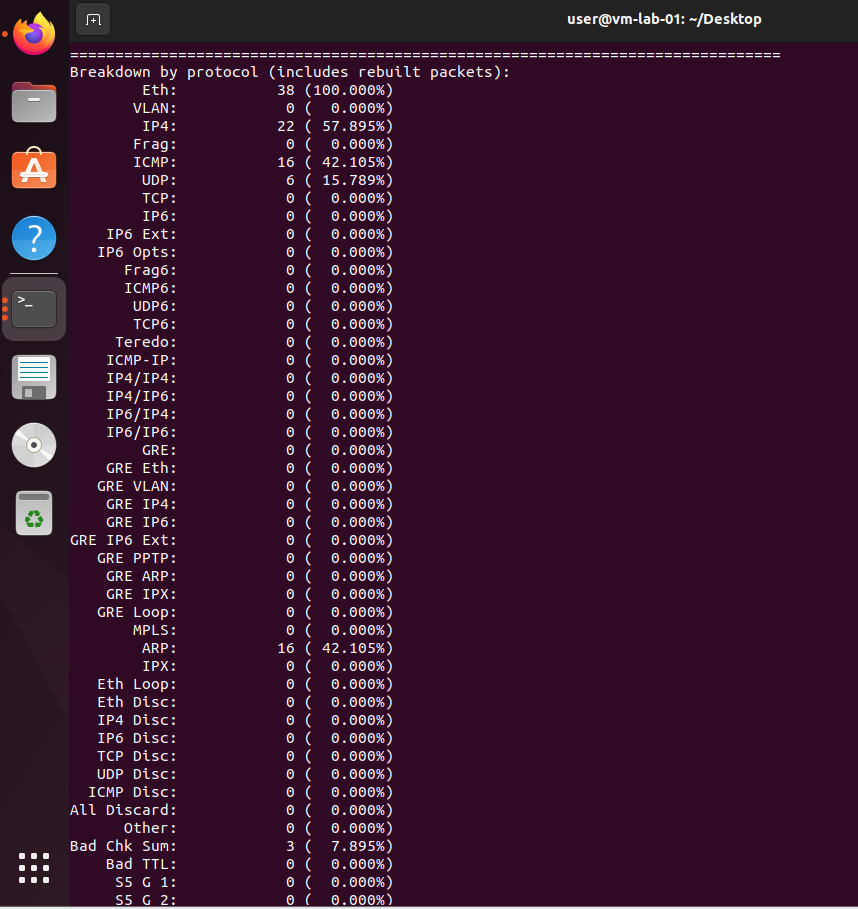 user@vm-lab-01: ~/Desktop
===============================================================================
Breakdown by protocol (includes rebuilt packets):
        Eth:           38 (100.000%)
       VLAN:            0 (  0.000%)
        IP4:           22 ( 57.895%)
       Frag:            0 (  0.000%)
       ICMP:           16 ( 42.105%)
        UDP:            6 ( 15.789%)
        TCP:            0 (  0.000%)
        IP6:            0 (  0.000%)
    IP6 Ext:            0 (  0.000%)
   IP6 Opts:            0 (  0.000%)
      Frag6:            0 (  0.000%)
      ICMP6:            0 (  0.000%)
       UDP6:            0 (  0.000%)
       TCP6:            0 (  0.000%)
     Teredo:            0 (  0.000%)
    ICMP-IP:            0 (  0.000%)
    IP4/IP4:            0 (  0.000%)
    IP4/IP6:            0 (  0.000%)
    IP6/IP4:            0 (  0.000%)
    IP6/IP6:            0 (  0.000%)
        GRE:            0 (  0.000%)
    GRE Eth:            0 (  0.000%)
   GRE VLAN:            0 (  0.000%)
    GRE IP4:            0 (  0.000%)
    GRE IP6:            0 (  0.000%)
GRE IP6 Ext:            0 (  0.000%)
   GRE PPTP:            0 (  0.000%)
    GRE ARP:            0 (  0.000%)
    GRE IPX:            0 (  0.000%)
   GRE Loop:            0 (  0.000%)
       MPLS:            0 (  0.000%)
        ARP:           16 ( 42.105%)
        IPX:            0 (  0.000%)
   Eth Loop:            0 (  0.000%)
   Eth Disc:            0 (  0.000%)
   IP4 Disc:            0 (  0.000%)
   IP6 Disc:            0 (  0.000%)
   TCP Disc:            0 (  0.000%)
   UDP Disc:            0 (  0.000%)
  ICMP Disc:            0 (  0.000%)
All Discard:            0 (  0.000%)
      Other:            0 (  0.000%)
Bad Chk Sum:            3 (  7.895%)
    Bad TTL:            0 (  0.000%)
     S5 G 1:            0 (  0.000%)
     S5 G 2:            0 (  0.000%)